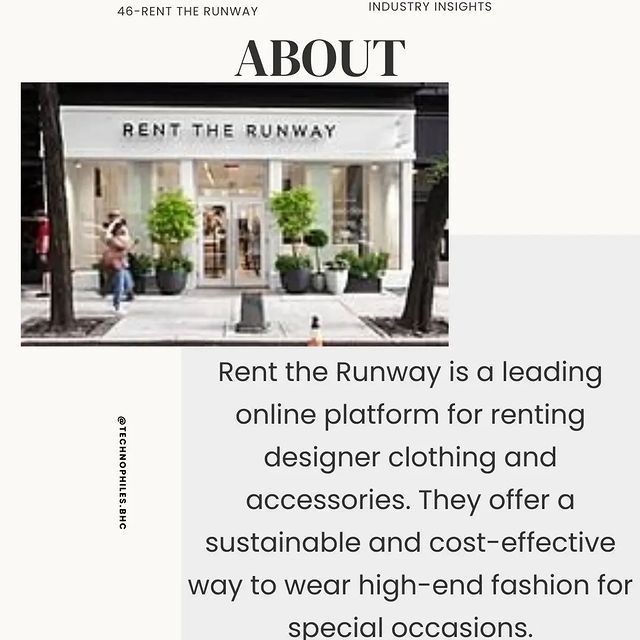 46-RENT THE RUNWAY
INDUSTRY INSIGHTS
ABOUT
RENT THE RUNWAY
Rent the Runway is a leading
online platform for renting
designer clothing and
accessories. They offer a
sustainable and cost-effective
way to wear high-end fashion for
special occasions.
@TECHNOPHILES.BHC